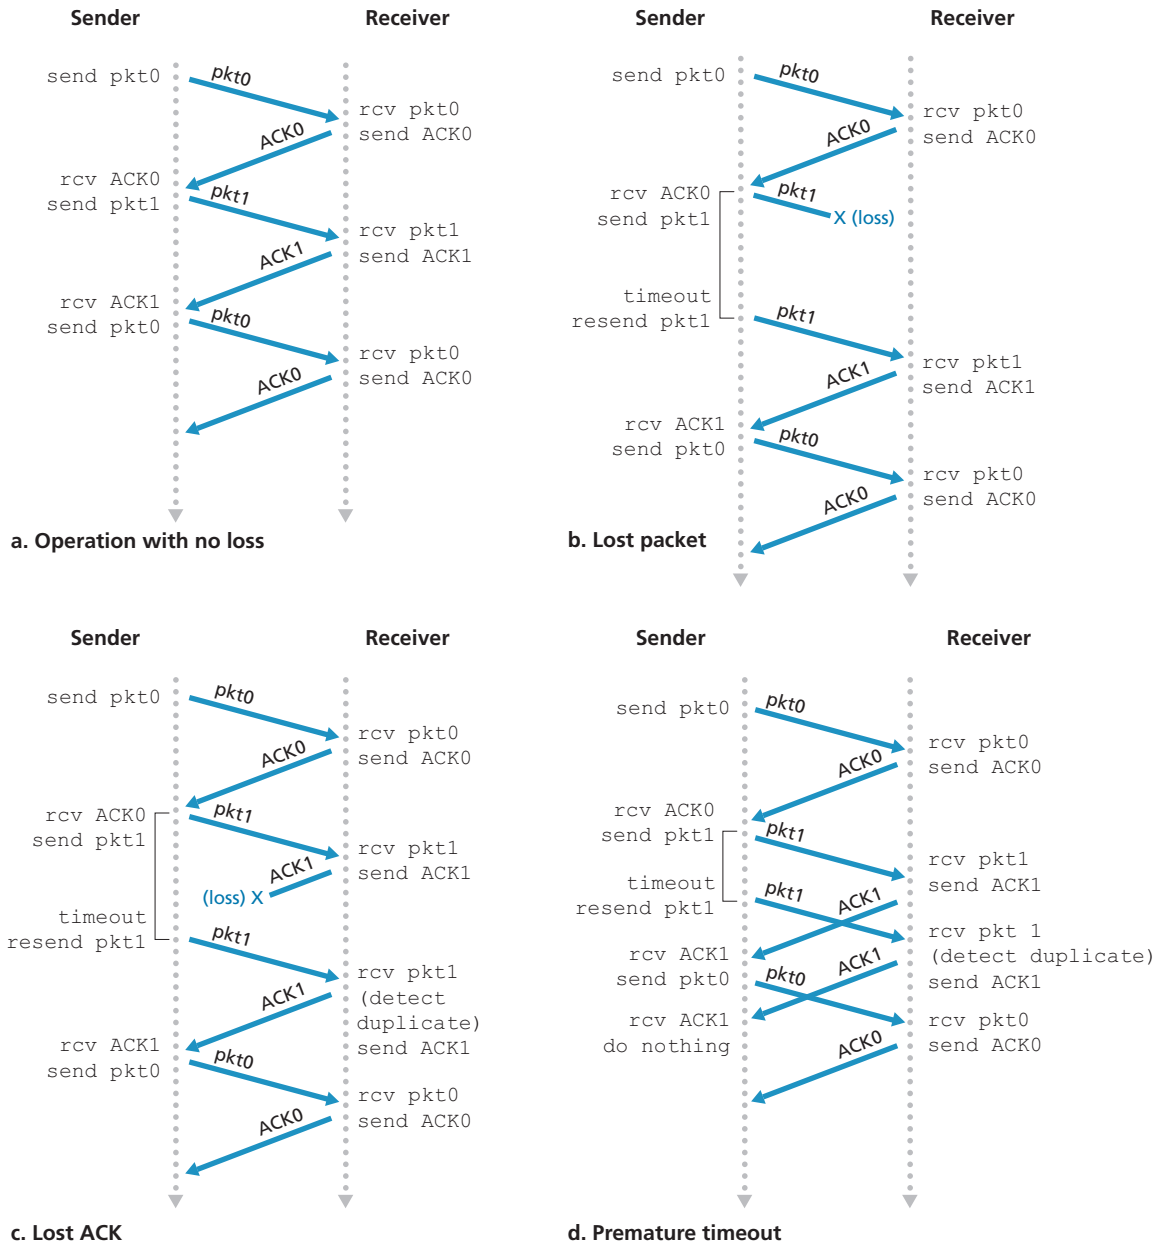 Sender Receiver
send pkt0
pkt0
rcv pkt0
send ACK0
ACK0
rcv ACK0
send pkt1
pkt1
rcv pkt1
send ACK1
ACK1
rcv ACK1
send pkt0
pkt0
rcv pkt0
send ACK0
ACK0
a. Operation with no loss
Sender Receiver
send pkt0
pkt0
rcv pkt0
send ACK0
ACK0
rcv ACK0
send pkt1
pkt1
X (loss)
timeout
resend pkt1
pkt1
rcv pkt1
send ACK1
ACK1
rcv ACK1
send pkt0
pkt0
rcv pkt0
send ACK0
ACK0
b. Lost packet
Sender Receiver
send pkt0
pkt0
rcv pkt0
send ACK0
ACK0
rcv ACK0
send pkt1
pkt1
rcv pkt1
send ACK1
ACK1
(loss) X
timeout
resend pkt1
pkt1
rcv pkt1
(detect
duplicate)
send ACK1
ACK1
rcv ACK1
send pkt0
pkt0
rcv pkt0
send ACK0
ACK0
c. Lost ACK
Sender Receiver
send pkt0
pkt0
rcv pkt0
send ACK0
ACK0
rcv ACK0
send pkt1
pkt1
rcv pkt1
send ACK1
timeout
resend pkt1
pkt1
ACK1
rcv pkt 1
(detect duplicate)
send ACK1
rcv ACK1
send pkt0
pkt0
ACK1
rcv ACK1
do nothing
rcv pkt0
send ACK0
ACK0
d. Premature timeout